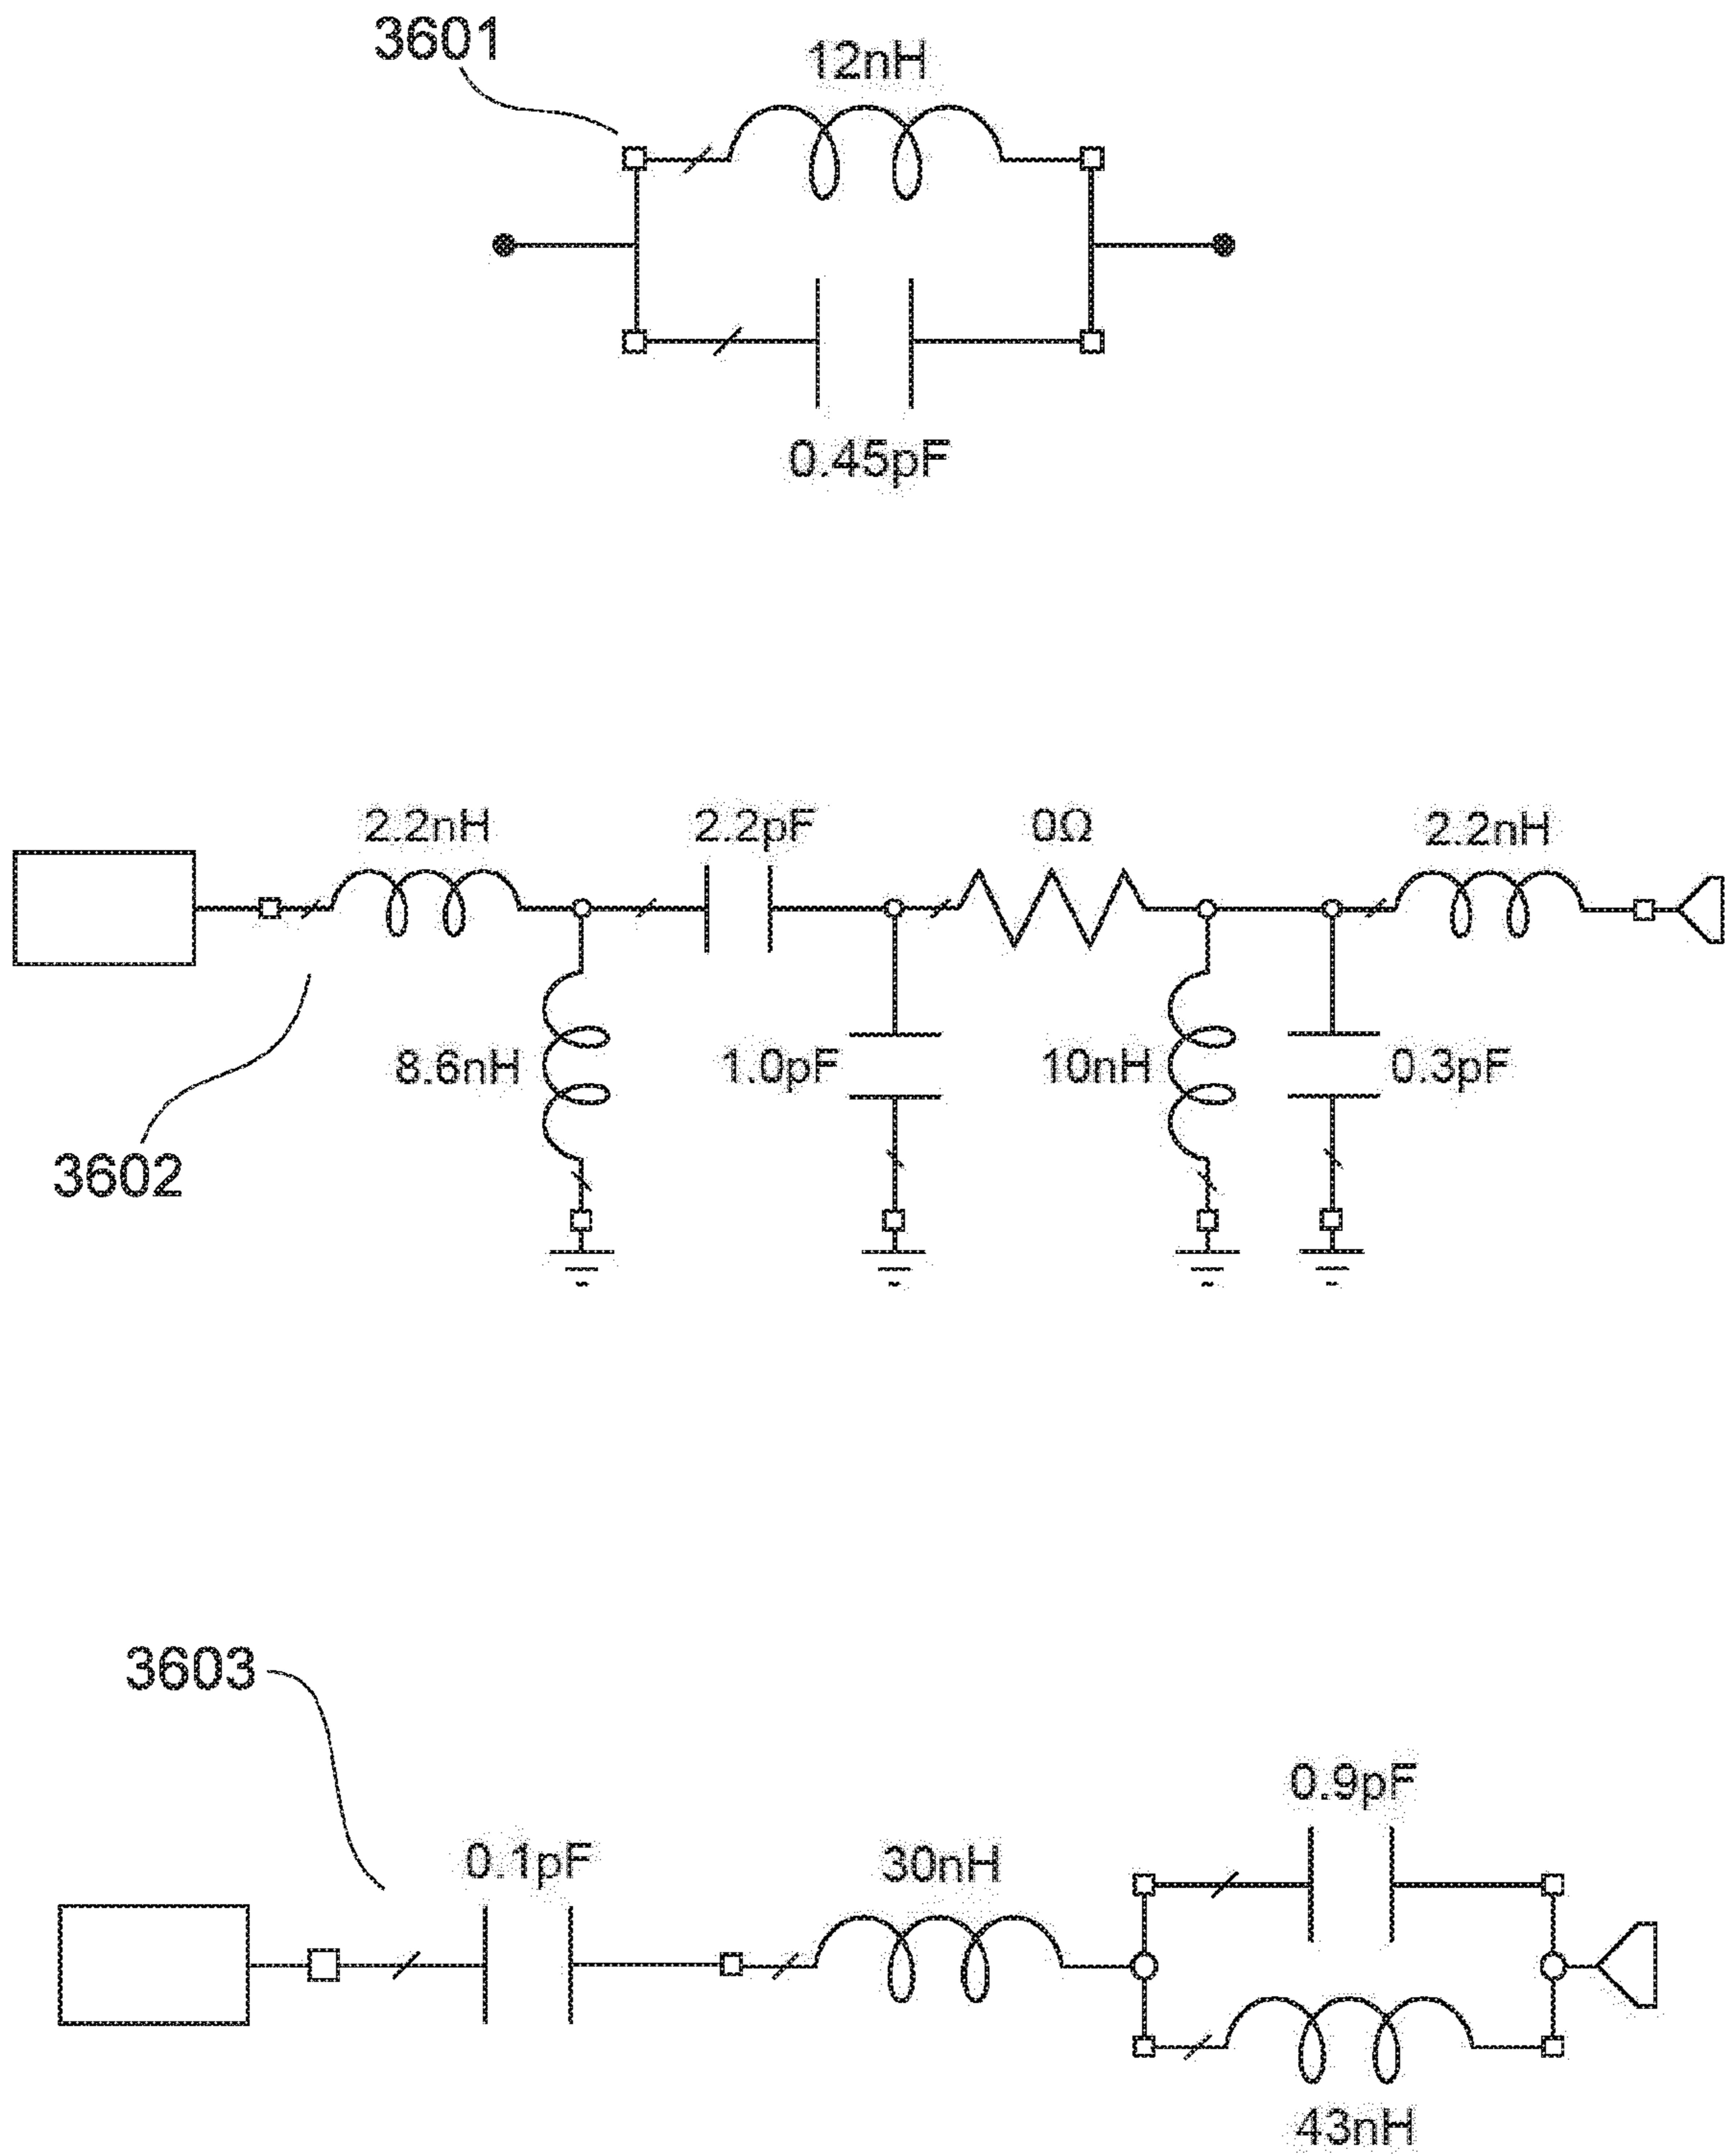 3601
12nH
0.45pF
2.2nH
2.2pF
0Ω
2.2nH
8.6nH
1.0pF
10nH
0.3pF
3602
3603
0.9pF
0.1pF
30nH
43nH